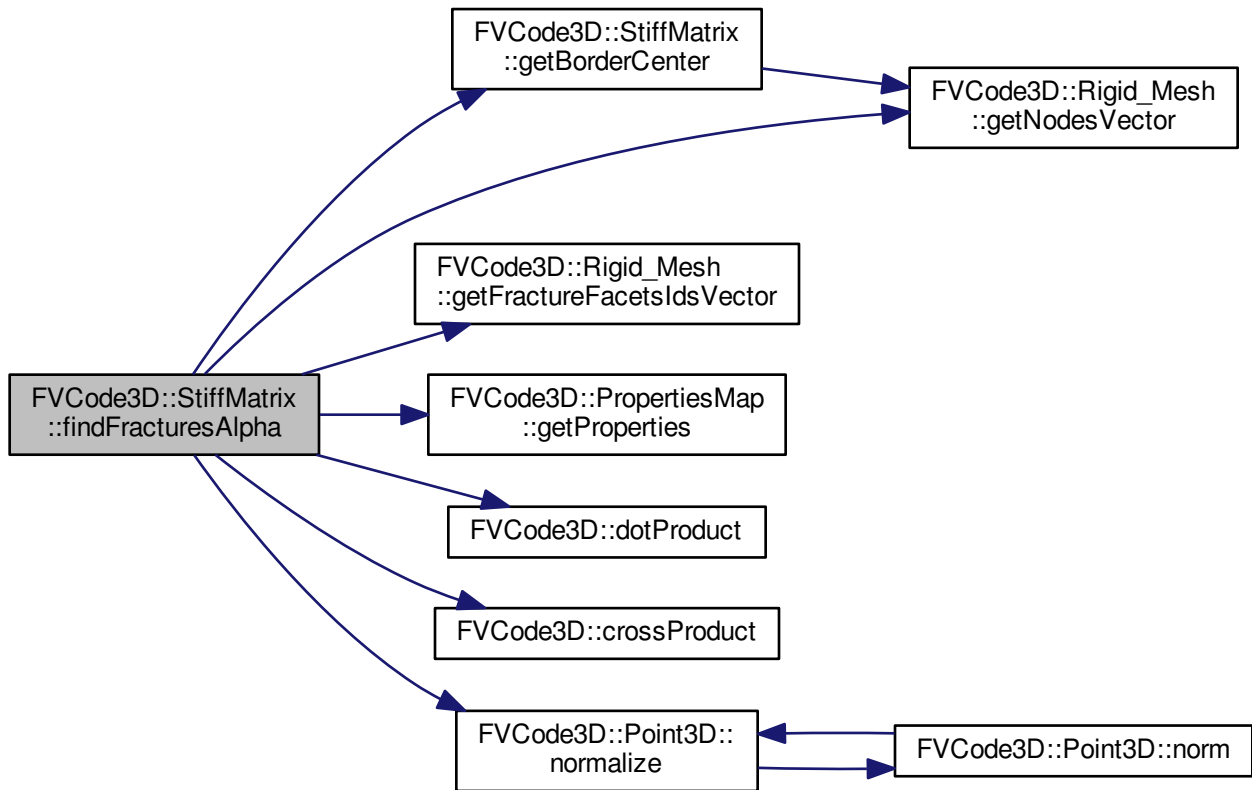 FVCode3D::StiffMatrix
::getBorderCenter
FVCode3D::Rigid_Mesh
::getNodesVector
FVCode3D::Rigid_Mesh
::getFractureFacetsIdsVector
FVCode3D::StiffMatrix
::findFracturesAlpha
FVCode3D::PropertiesMap
::getProperties
FVCode3D::dotProduct
FVCode3D::crossProduct
FVCode3D::Point3D::
normalize
FVCode3D::Point3D::norm